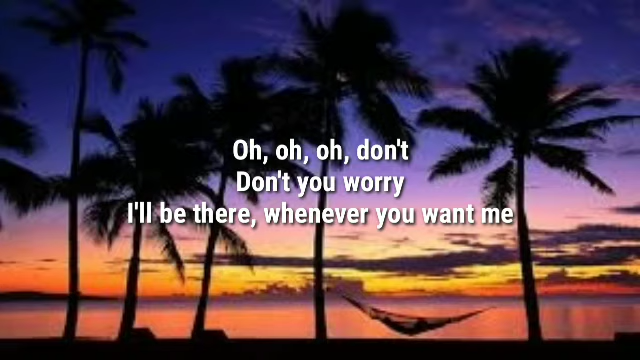 Oh, oh, oh, don't
Don't you worry
I'll be there, whenever you want me